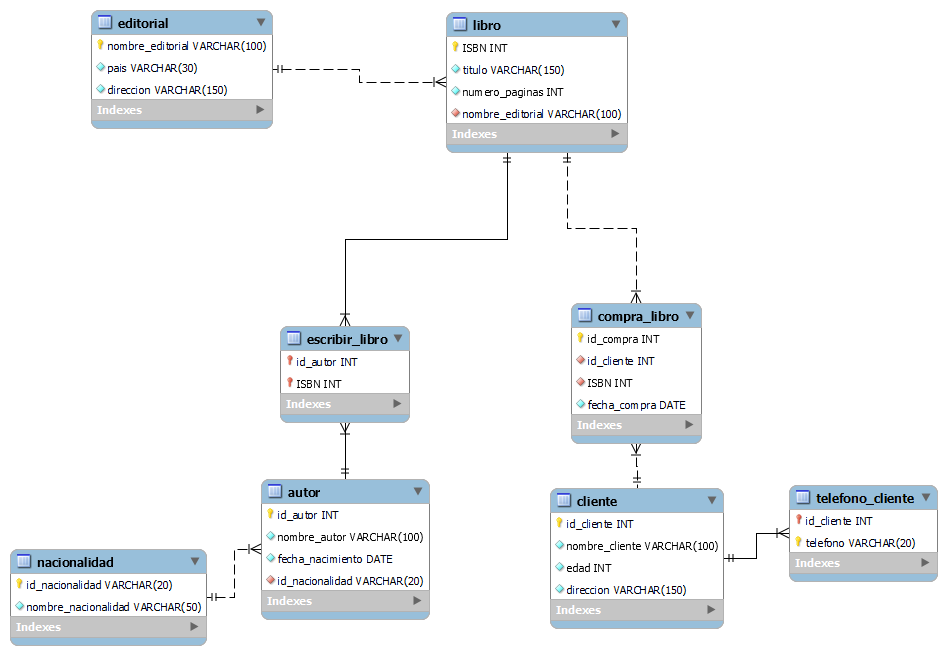 editorial
nombre_editorial VARCHAR(100)
pais VARCHAR(30)
direccion VARCHAR(150)
Indexes
libro
ISBN INT
titulo VARCHAR(150)
numero_paginas INT
nombre_editorial VARCHAR(100)
Indexes
escribir_libro
id_autor INT
ISBN INT
Indexes
compra_libro
id_compra INT
id_cliente INT
ISBN INT
fecha_compra DATE
Indexes
autor
id_autor INT
nombre_autor VARCHAR(100)
fecha_nacimiento DATE
id_nacionalidad VARCHAR(20)
Indexes
nacionalidad
id_nacionalidad VARCHAR(20)
nombre_nacionalidad VARCHAR(50)
Indexes
cliente
id_cliente INT
nombre_cliente VARCHAR(100)
edad INT
direccion VARCHAR(150)
Indexes
telefono_cliente
id_cliente INT
telefono VARCHAR(20)
Indexes